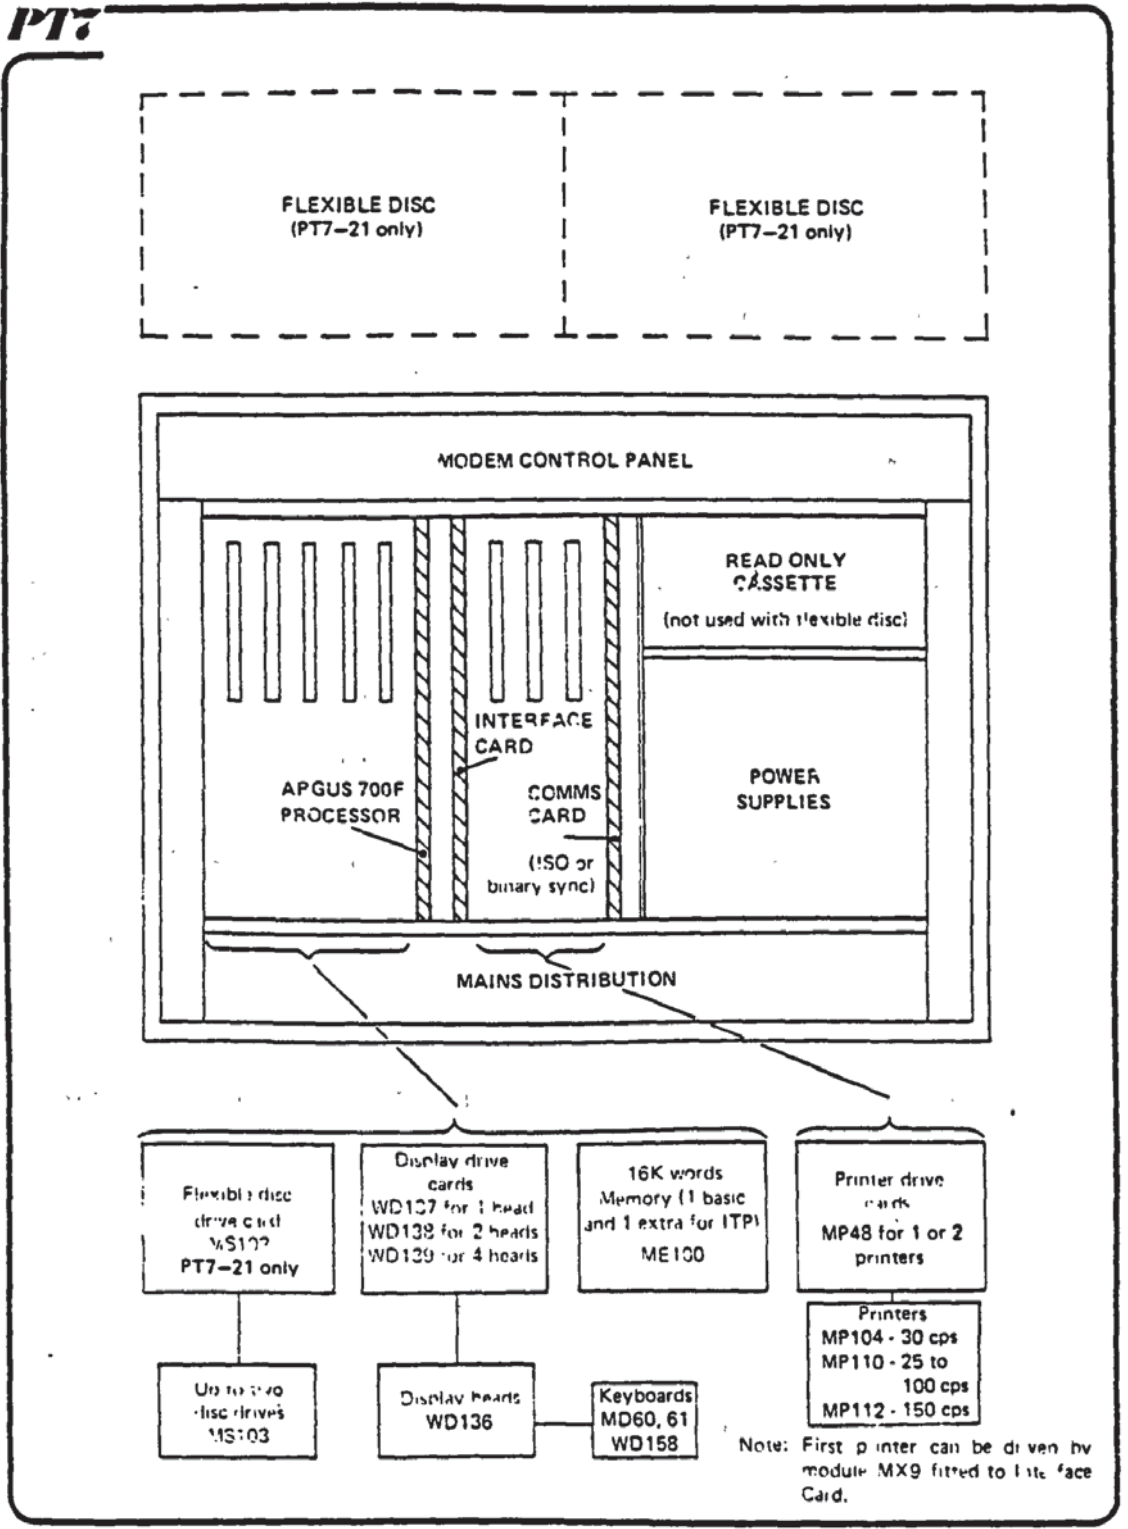 PT7
FLEXIBLE DISC
(PT7–21 only)
FLEXIBLE DISC
(PT7–21 only)
MODEM CONTROL PANEL
READ ONLY
CASSETTE
(not used with flexible disc)
INTERFACE
CARD
APGUS 700F
PROCESSOR
COMMS
CARD
(ISO or
binary sync)
POWER
SUPPLIES
MAINS DISTRIBUTION
Flexible disc
drive card
PT7–21 only
Display drive
cards
WD137 for 1 head
WD138 for 2 heads
WD139 for 4 heads
16K words
Memory (1 basic
and 1 extra for ITP)
ME100
Printer drive
cards
MP48 for 1 or 2
printers
Printers
MP104 - 30 cps
MP110 - 25 to
100 cps
MP112 - 150 cps
Up to two
disc drives
MS103
Display heads
WD136
Keyboards
MD60, 61
WD158
Note: First printer can be driven by
module MX9 fitted to Interface
Card.